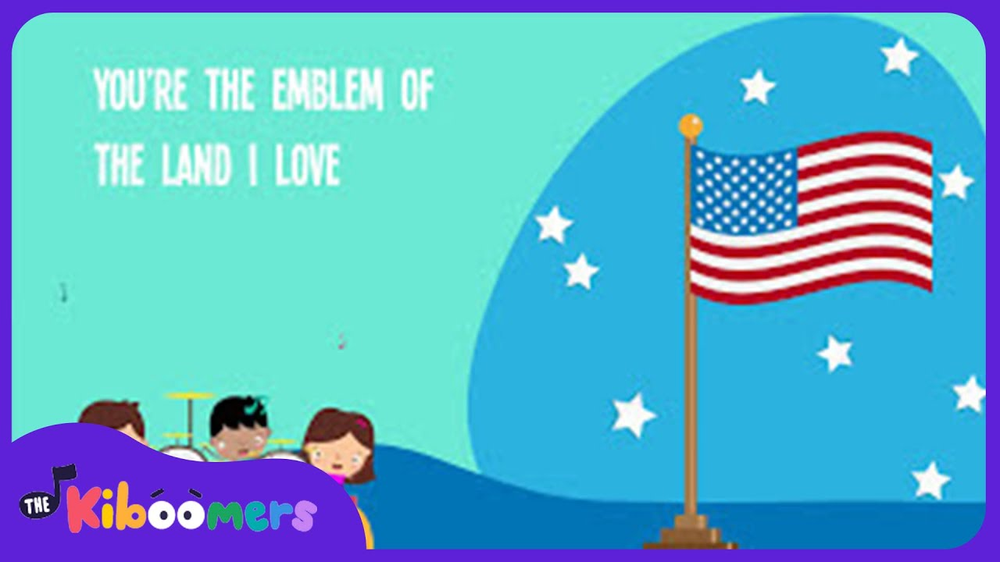 YOU'RE THE EMBLEM OF
THE LAND I LOVE
THE Kiboomers